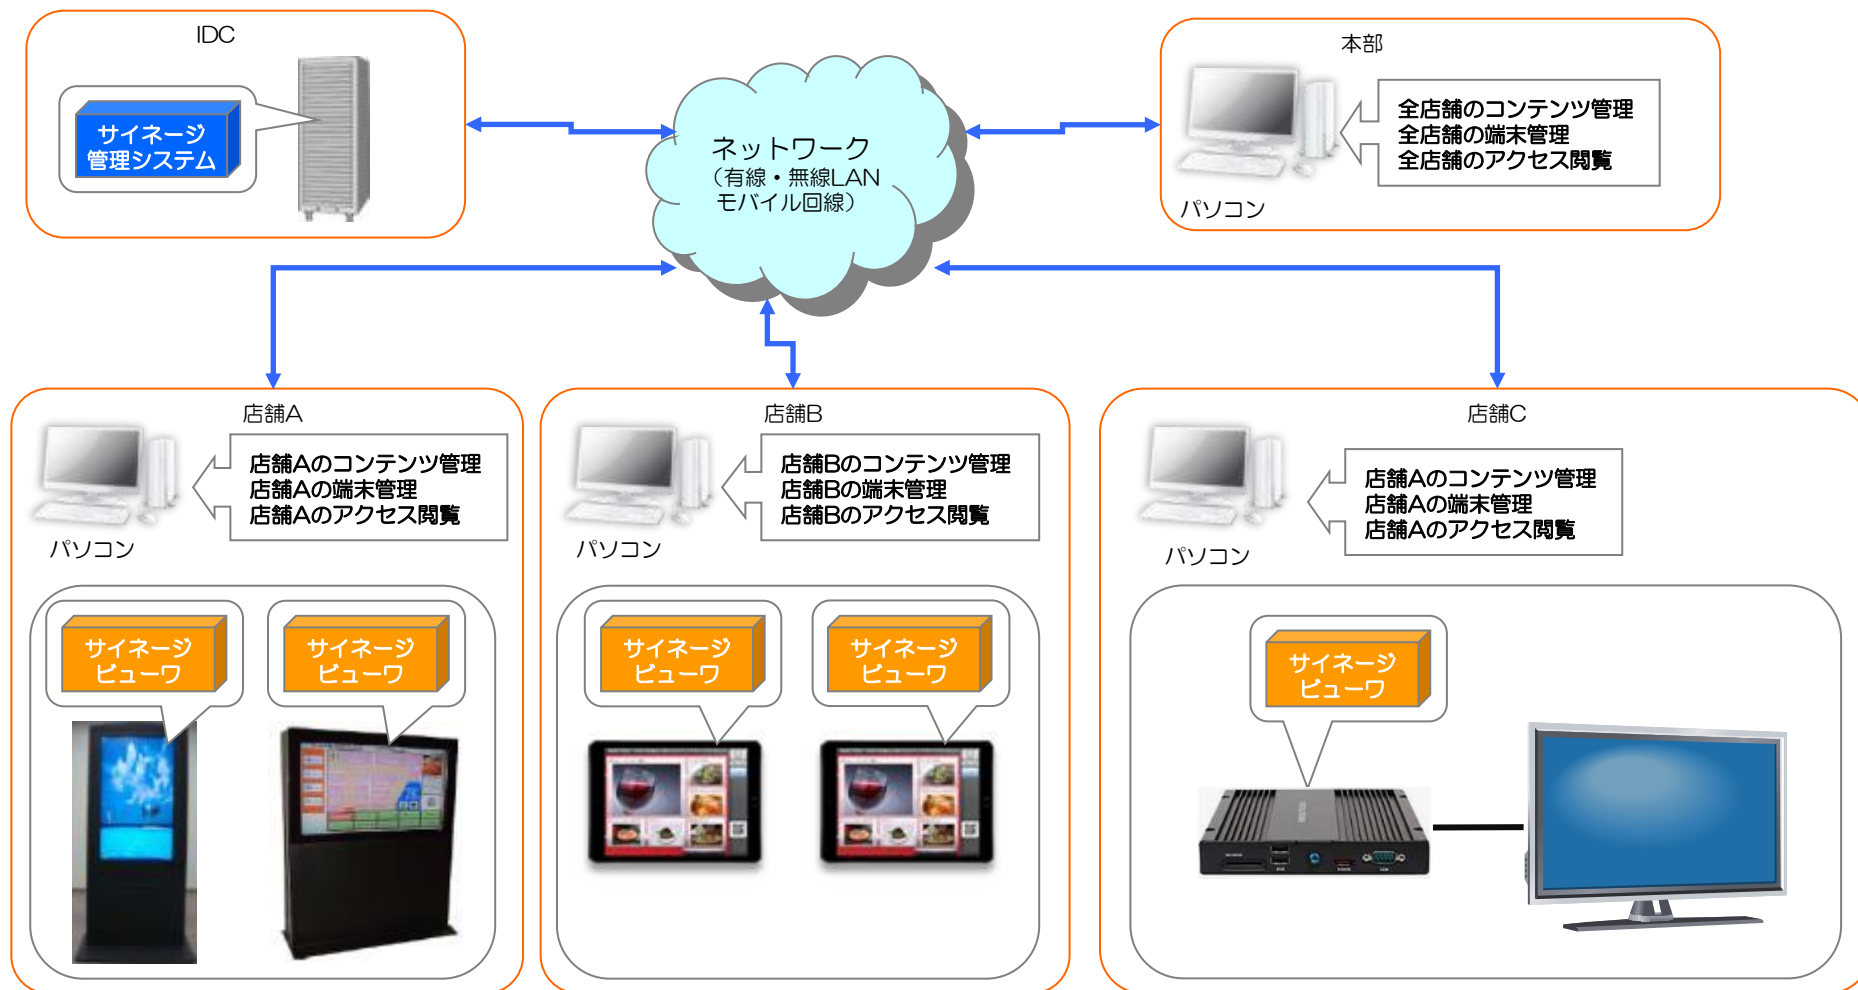 IDC
サイネージ
管理システム
ネットワーク
（有線・無線LAN
モバイル回線）
本部
全店舗のコンテンツ管理
全店舗の端末管理
全店舗のアクセス閲覧
パソコン
店舗A
店舗Aのコンテンツ管理
店舗Aの端末管理
店舗Aのアクセス閲覧
パソコン
サイネージ
ビューワ
サイネージ
ビューワ
店舗B
店舗Bのコンテンツ管理
店舗Bの端末管理
店舗Bのアクセス閲覧
パソコン
サイネージ
ビューワ
サイネージ
ビューワ
店舗C
店舗Aのコンテンツ管理
店舗Aの端末管理
店舗Aのアクセス閲覧
パソコン
サイネージ
ビューワ